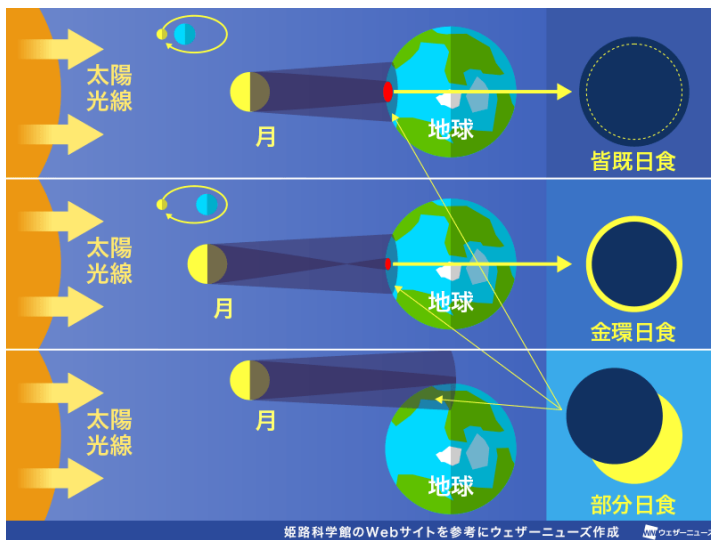 太陽
光線
月
地球
皆既日食
太陽
光線
月
地球
金環日食
太陽
光線
月
地球
部分日食
姫路科学館のWebサイトを参考にウェザーニューズ作成
WN ウェザーニューズ